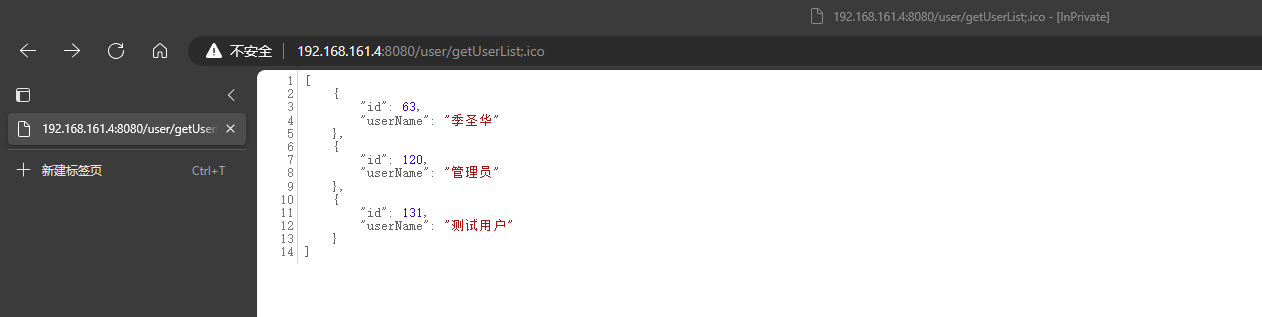 192.168.161.4:8080/user/getUserList;.ico - [InPrivate]
不安全 192.168.161.4:8080/user/getUserList;.ico
192.168.161.4:8080/user/getUserl
新建标签页 Ctrl+T
1 [
2 {
3 "id": 63,
4 "userName": "季圣华"
5 },
6 {
7 "id": 120,
8 "userName": "管理员"
9 },
10 {
11 "id": 131,
12 "userName": "测试用户"
13 }
14 ]